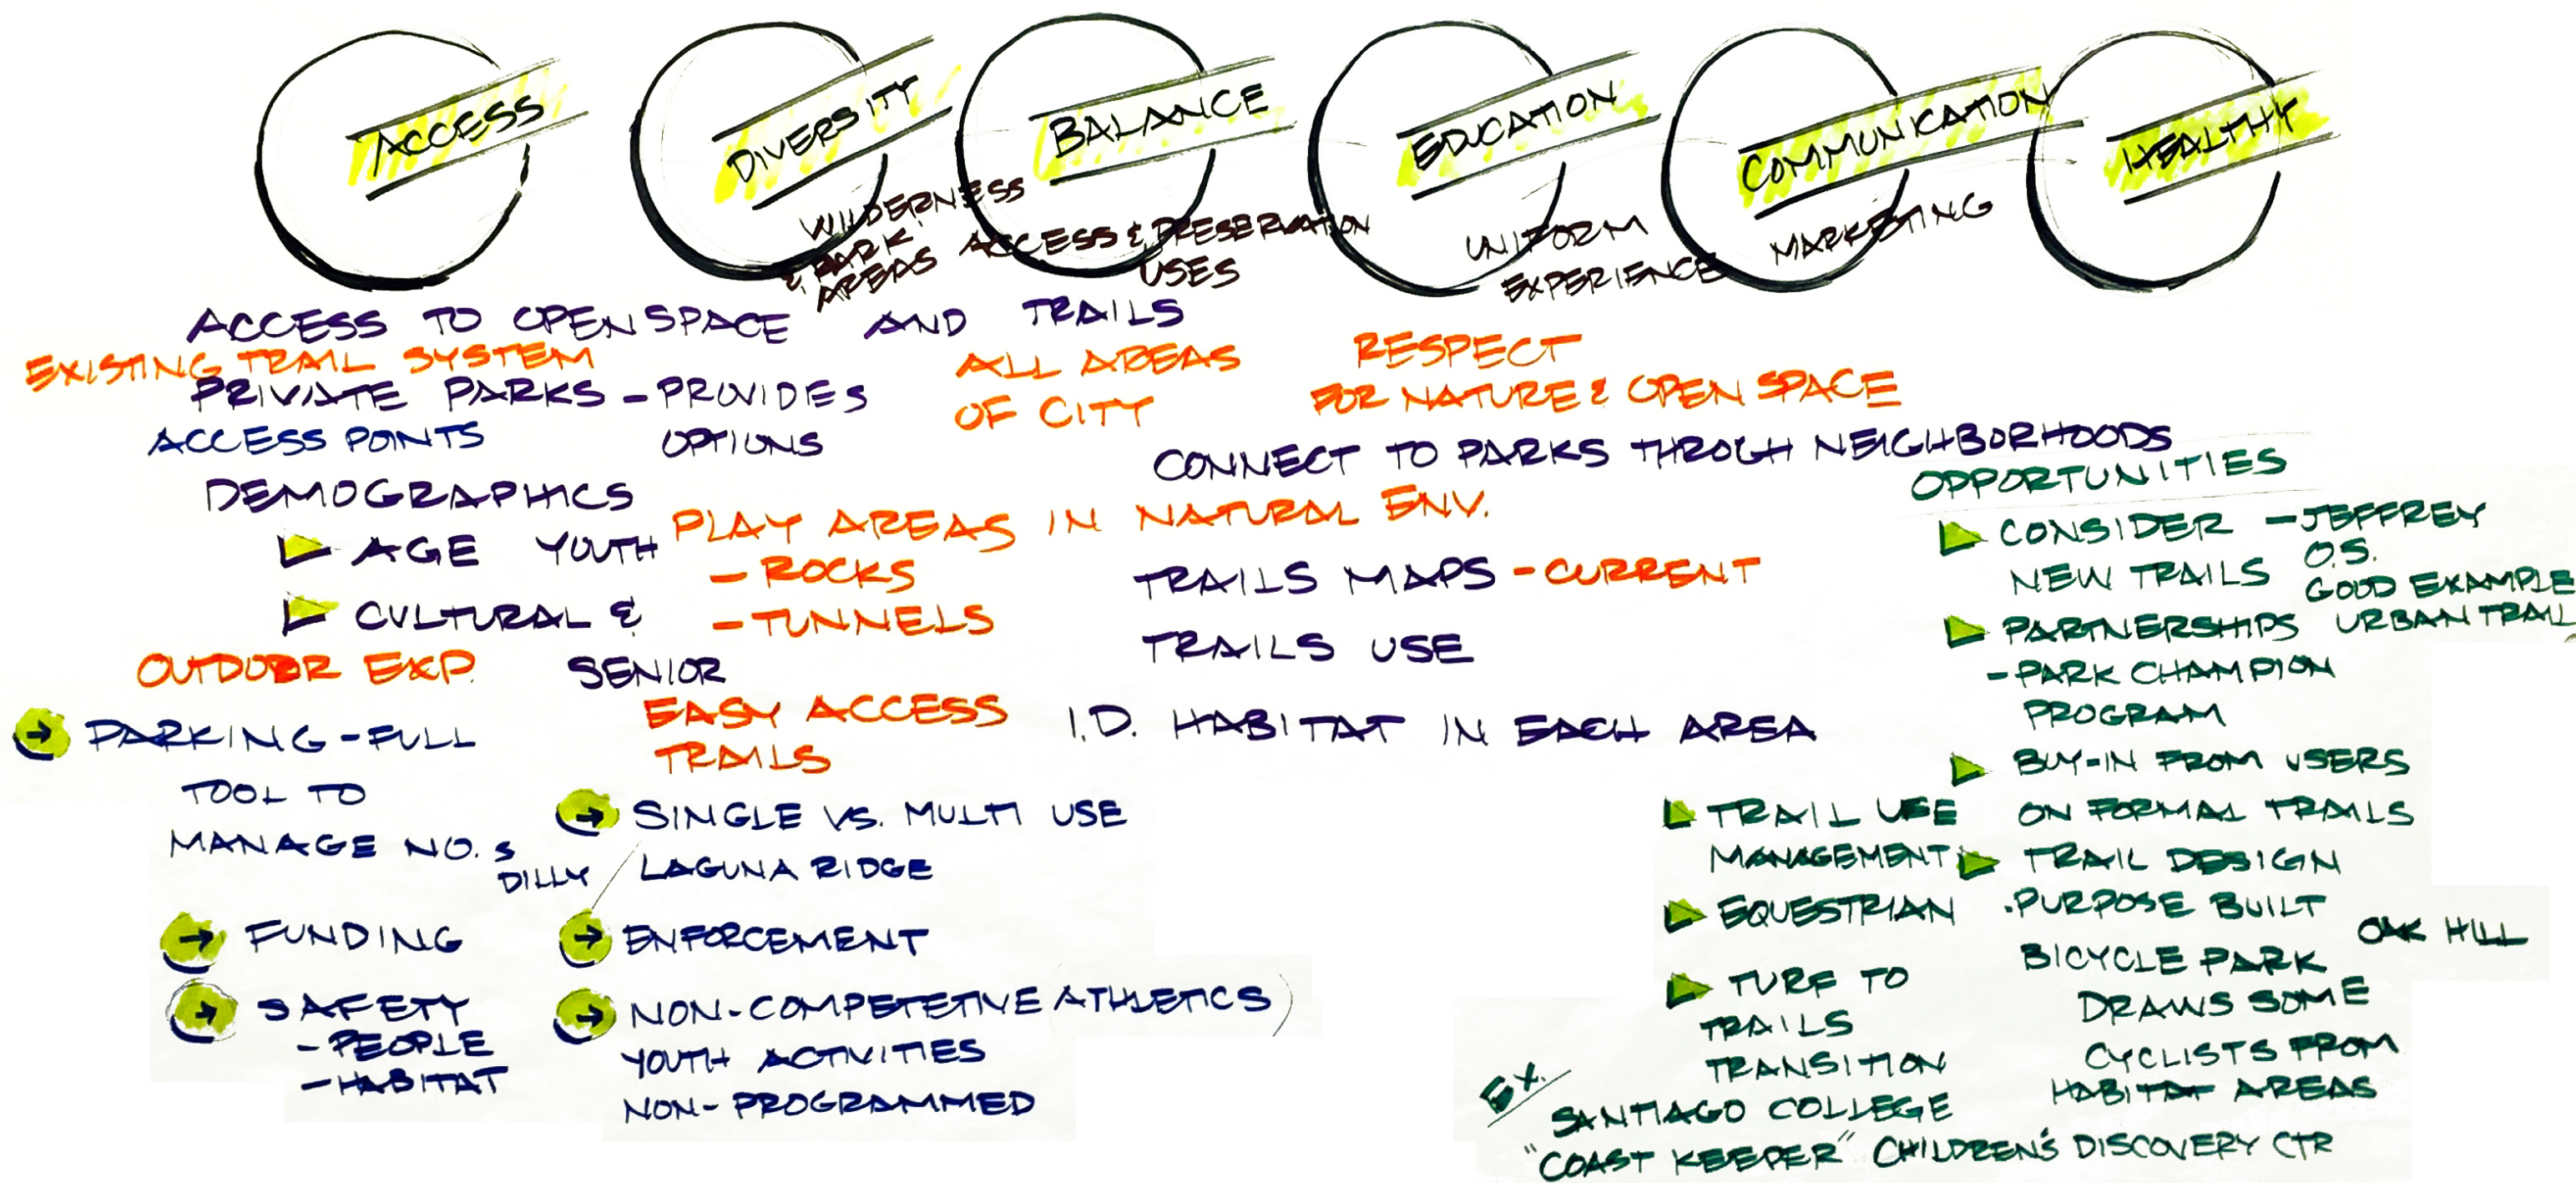 ACCESS
DIVERSITY
BALANCE
EDUCATION
COMMUNICATION
HEALTHY
WILDERNESS
& PARK
AREAS
ACCESS & PRESERVATION
USES
UNIFORM
EXPERIENCE
MARKETING
ACCESS TO OPEN SPACE AND TRAILS
EXISTING TRAIL SYSTEM
PRIVATE PARKS - PROVIDES
OPTIONS
ACCESS POINTS
ALL AREAS
OF CITY
RESPECT
FOR NATURE & OPEN SPACE
CONNECT TO PARKS THROGH NEIGHBORHOODS
DEMOGRAPHICS
AGE YOUTH
CULTURAL &
SENIOR
PLAY AREAS IN NATURAL ENV.
- ROCKS
- TUNNELS
TRAILS MAPS - CURRENT
TRAILS USE
OUTDOOR EXP.
EASY ACCESS
TRAILS
I.D. HABITAT IN EACH AREA
→ PARKING - FULL
TOOL TO
MANAGE NO.S
DILLY
→ FUNDING
→ SAFETY
- PEOPLE
- HABITAT
→ SINGLE VS. MULTI USE
LAGUNA RIDGE
→ ENFORCEMENT
→ NON-COMPETETIVE ATHLETICS)
YOUTH ACTIVITIES
NON-PROGRAMMED
OPPORTUNITIES
CONSIDER - JEFFREY
O.S.
NEW TRAILS GOOD EXAMPLE
PARTNERSHIPS URBAN TRAIL
- PARK CHAMPION
PROGRAM
BUY-IN FROM USERS
ON FORMAL TRAILS
TRAIL DESIGN
·PURPOSE BUILT
BICYCLE PARK OAK HILL
DRAWS SOME
CYCLISTS FROM
HABITAT AREAS
TRAIL USE
MANAGEMENT
EQUESTRIAN
TURF TO
TRAILS
TRANSITION
EX.
SANTIAGO COLLEGE
"COAST KEEPER" CHILDREN'S DISCOVERY CTR